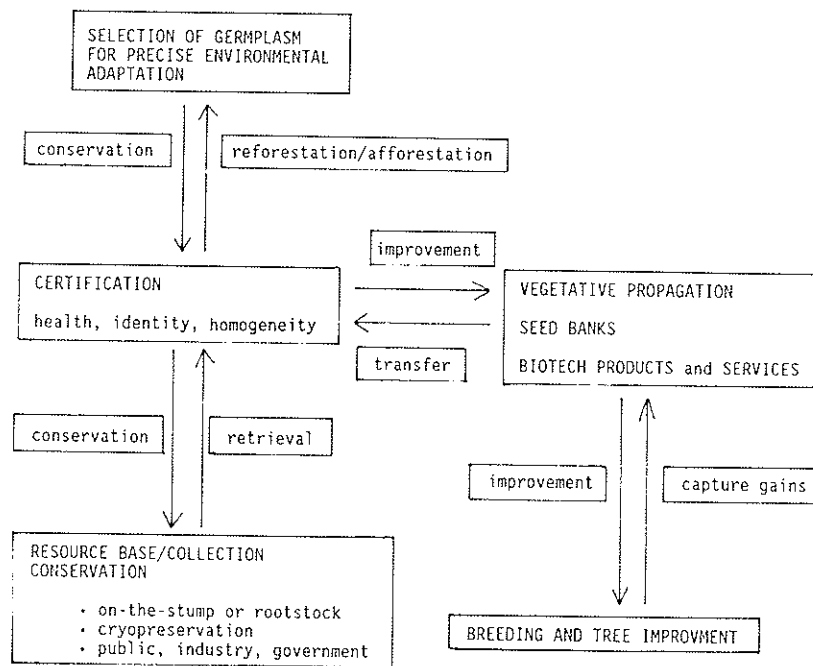 SELECTION OF GERMPLASM
FOR PRECISE ENVIRONMENTAL
ADAPTATION
conservation
reforestation/afforestation
improvement
CERTIFICATION
health, identity, homogeneity
VEGETATIVE PROPAGATION
SEED BANKS
BIOTECH PRODUCTS and SERVICES
transfer
conservation
retrieval
improvement
capture gains
RESOURCE BASE/COLLECTION
CONSERVATION
• on-the-stump or rootstock
• cryopreservation
• public, industry, government
BREEDING AND TREE IMPROVMENT